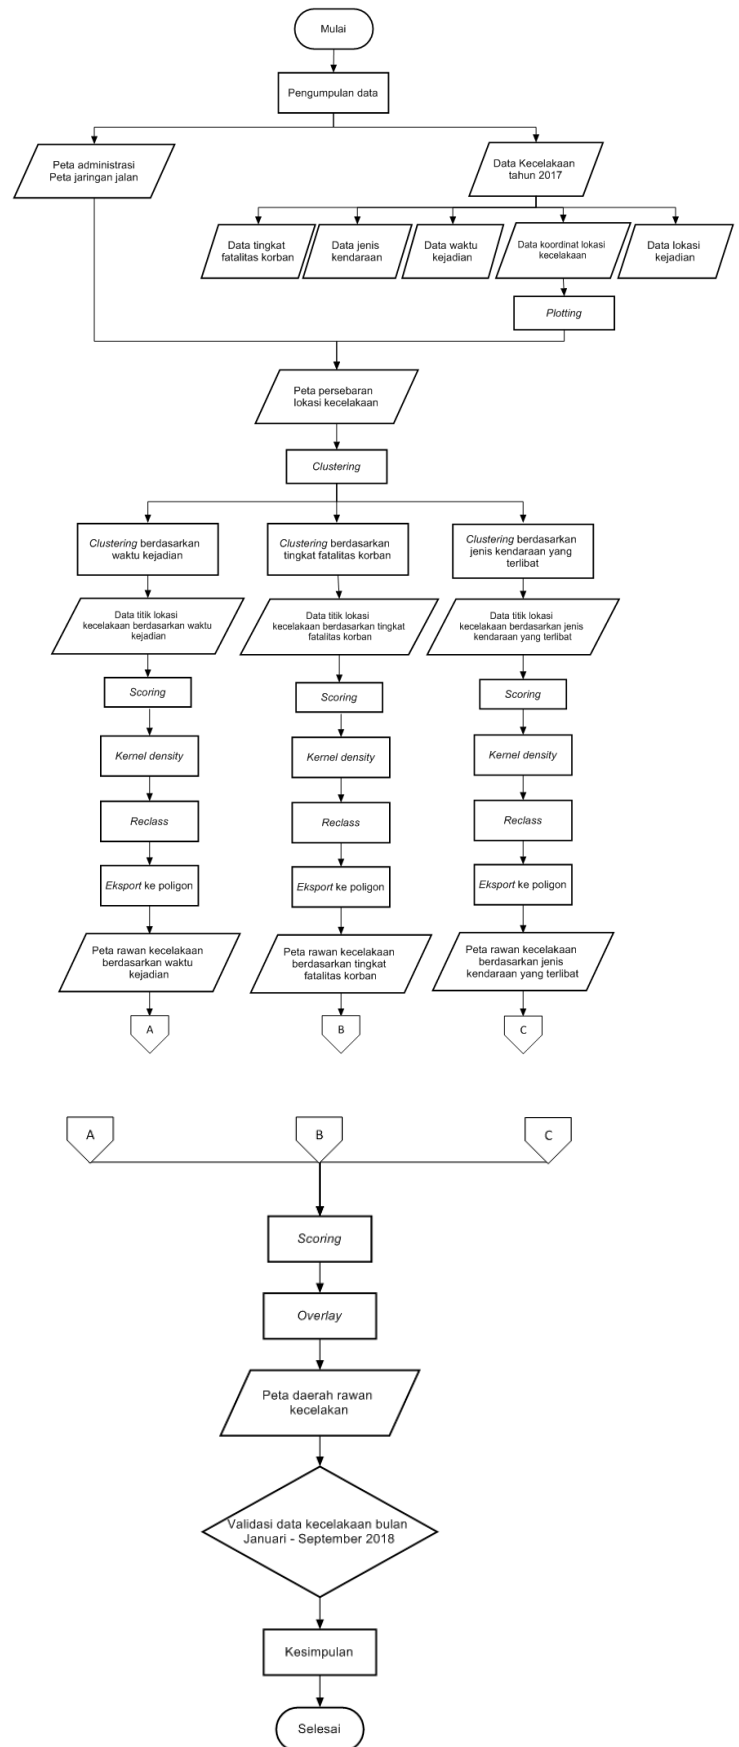 Mulai
Pengumpulan data
Peta administrasi
Peta jaringan jalan
Data Kecelakaan
tahun 2017
Data tingkat
fatalitas korban
Data jenis
kendaraan
Data waktu
kejadian
Data koordinat lokasi
kecelakaan
Data lokasi
kejadian
Plotting
Peta persebaran
lokasi kecelakaan
Clustering
Clustering berdasarkan
waktu kejadian
Clustering berdasarkan
tingkat fatalitas korban
Clustering berdasarkan
jenis kendaraan yang
terlibat
Data titik lokasi
kecelakaan berdasarkan waktu
kejadian
Data titik lokasi
kecelakaan berdasarkan tingkat
fatalitas korban
Data titik lokasi
kecelakaan berdasarkan jenis
kendaraan yang terlibat
Scoring
Scoring
Scoring
Kernel density
Kernel density
Kernel density
Reclass
Reclass
Reclass
Eksport ke poligon
Eksport ke poligon
Eksport ke poligon
Peta rawan kecelakaan
berdasarkan waktu
kejadian
Peta rawan kecelakaan
berdasarkan tingkat
fatalitas korban
Peta rawan kecelakaan
berdasarkan jenis
kendaraan yang terlibat
A
B
C
A
B
C
Scoring
Overlay
Peta daerah rawan
kecelakan
Validasi data kecelakaan bulan
Januari - September 2018
Kesimpulan
Selesai